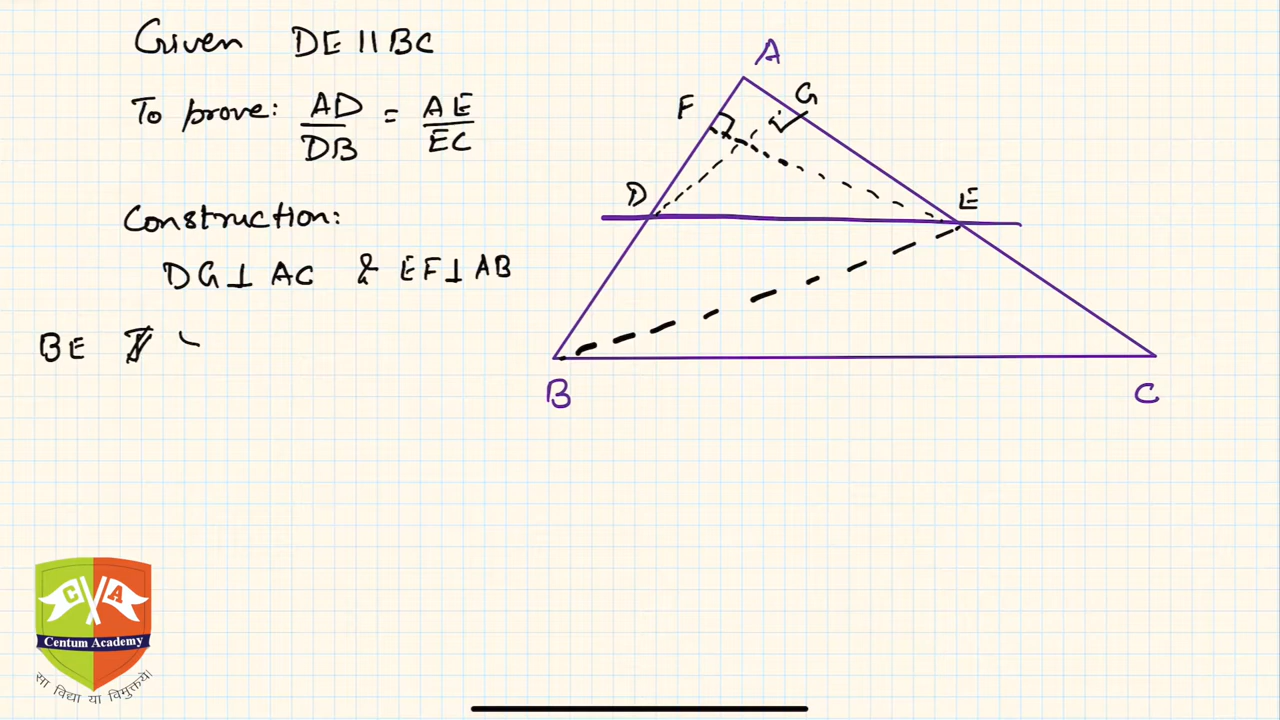 Given DE || BC
To prove: AD/DB = AE/EC
Construction:
DG ⊥ AC & EF ⊥ AB
BE
A
F
G
D
E
B
C
C A
Centum Academy
सा विद्या या विमुक्तये।